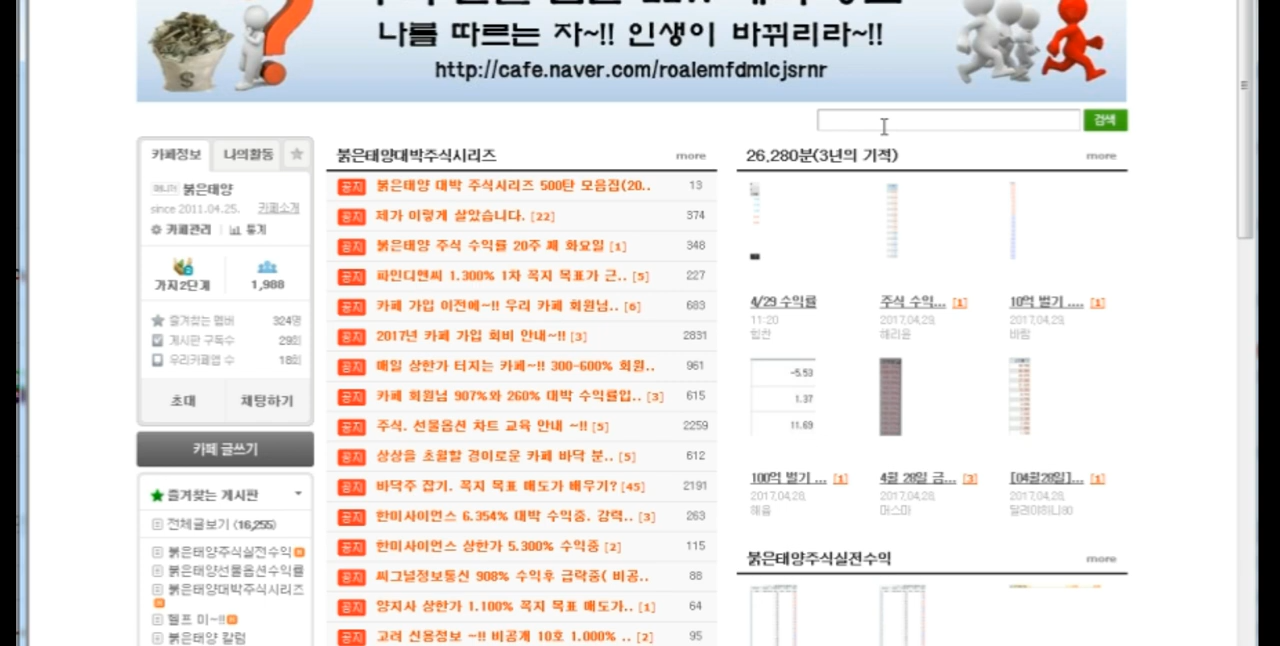 나를 따르는 자~!! 인생이 바뀌리라~!!
http://cafe.naver.com/roalemfdmlcjsrnr
검색
카페정보 나의활동
매니저 붉은태양
since 2011.04.25. 카페소개
카페관리 통계
가지2단계 1,988
즐겨찾는 멤버 324명
게시판 구독수 29회
우리카페앱 수 18회
초대 채팅하기
카페 글쓰기
즐겨찾는 게시판
전체글보기 (16,255)
붉은태양주식실전수익
붉은태양선물옵션수익률
붉은태양대박주식시리즈
헬프 미~!!
붉은태양 칼럼
붉은태양대박주식시리즈 more
공지 붉은태양 대박 주식시리즈 500탄 모음집(20.. 13
공지 제가 이렇게 살았습니다. [22] 374
공지 붉은태양 주식 수익률 20주 째 화요일 [1] 348
공지 파인디앤씨 1.300% 1차 꼭지 목표가 근.. [5] 227
공지 카페 가입 이전에~!! 우리 카페 회원님.. [6] 683
공지 2017년 카페 가입 회비 안내~!! [3] 2831
공지 매일 상한가 터지는 카페~!! 300-600% 회원.. 961
공지 카페 회원님 907%와 260% 대박 수익률입.. [3] 615
공지 주식. 선물옵션 차트 교육 안내 ~!! [5] 2259
공지 상상을 초월할 경이로운 카페 바닥 분.. [5] 612
공지 바닥주 잡기. 꼭지 목표 매도가 배우기? [45] 2191
공지 한미사이언스 6.354% 대박 수익중. 강력.. [3] 263
공지 한미사이언스 상한가 5.300% 수익중 [2] 115
공지 씨그널정보통신 908% 수익후 급락중( 비공.. 88
공지 양지사 상한가 1.100% 꼭지 목표 매도가.. [1] 64
공지 고려 신용정보 ~!! 비공개 10호 1.000% .. [2] 95
26,280분(3년의 기적) more
4/29 수익률
11:20
힘찬
주식 수익... [1]
2017.04.29.
해리윤
10억 벌기 .... [1]
2017.04.29.
바람
-5.53
1.37
11.69
100억 벌기 ... [1]
2017.04.28.
해음
4월 28일 금... [3]
2017.04.28.
머스마
[04월28일]... [1]
2017.04.28.
달려야하니80
붉은태양주식실전수익 more